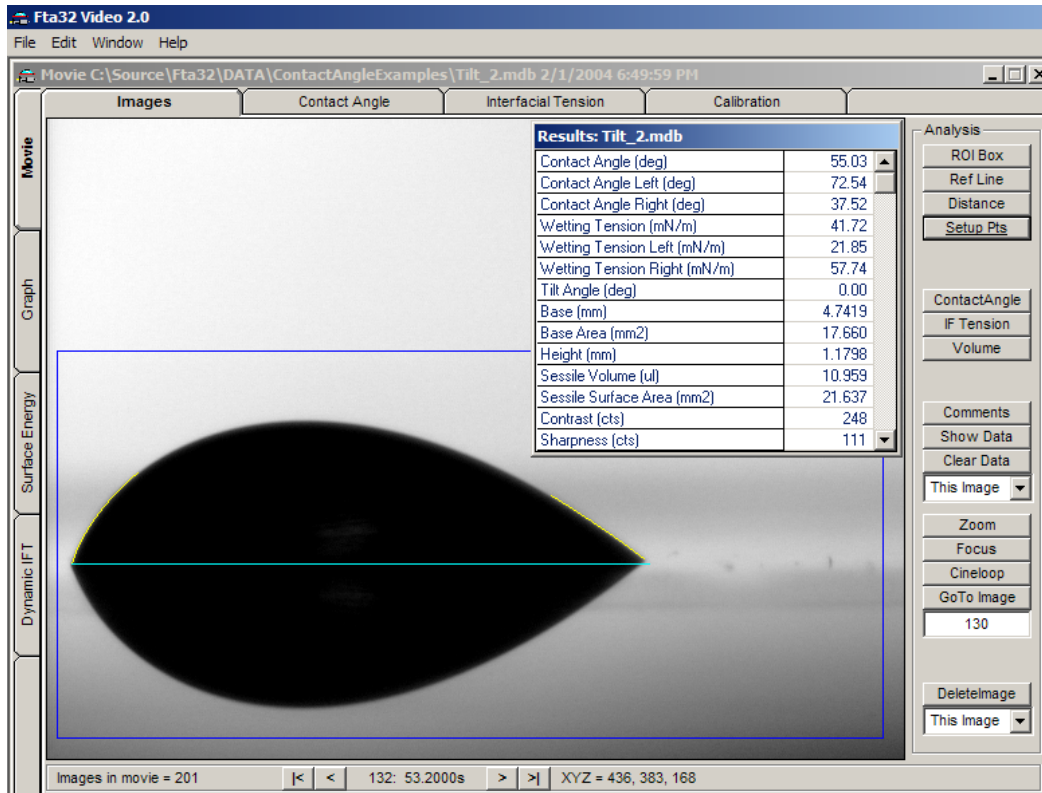 Fta32 Video 2.0
File Edit Window Help
Movie C:\Source\Fta32\DATA\ContactAngleExamples\Tilt_2.mdb 2/1/2004 6:49:59 PM
Images Contact Angle Interfacial Tension Calibration
Movie
Graph
Surface Energy
Dynamic IFT
Results: Tilt_2.mdb
Contact Angle (deg) 55.03
Contact Angle Left (deg) 72.54
Contact Angle Right (deg) 37.52
Wetting Tension (mN/m) 41.72
Wetting Tension Left (mN/m) 21.85
Wetting Tension Right (mN/m) 57.74
Tilt Angle (deg) 0.00
Base (mm) 4.7419
Base Area (mm2) 17.660
Height (mm) 1.1798
Sessile Volume (ul) 10.959
Sessile Surface Area (mm2) 21.637
Contrast (cts) 248
Sharpness (cts) 111
Analysis
ROI Box
Ref Line
Distance
Setup Pts
ContactAngle
IF Tension
Volume
Comments
Show Data
Clear Data
This Image
Zoom
Focus
Cineloop
GoTo Image
130
DeleteImage
This Image
Images in movie = 201 |< < 132: 53.2000s > >| XYZ = 436, 383, 168